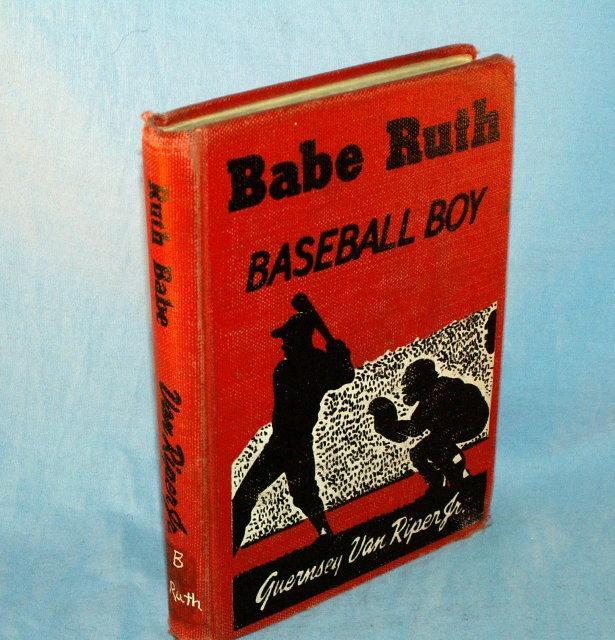 Babe Ruth
BASEBALL BOY
Guernsey Van Riper Jr.
Ruth Babe
Van Riper Jr.
B
Ruth